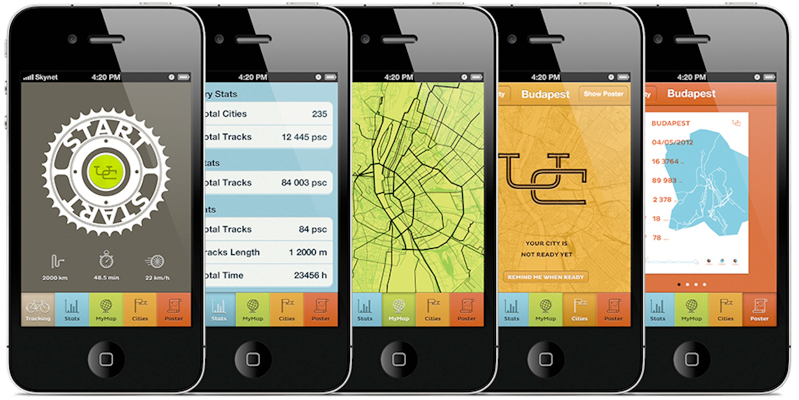 Skynet 4:20 PM
START
START
2000 km 48.5 min 22 km/h
Tracking Stats MyMap Cities Poster
4:20 PM
ry Stats
otal Cities 235
otal Tracks 12 445 psc
ts
otal Tracks 84 003 psc
ats
otal Tracks 84 psc
racks Length 1 2000 m
otal Time 23456 h
Stats MyMap Cities Poster
4:20 PM
Stats MyMap Cities Poster
4:20 PM
Budapest Show Poster
UC
YOUR CITY IS
NOT READY YET
REMIND ME WHEN READY
Stats MyMap Cities Poster
4:20 PM
ity Budapest
BUDAPEST
04/05/2012
16 3764 ..
89 983 ..
2 378 ..
18 ..
78 ..
Stats MyMap Cities Poster